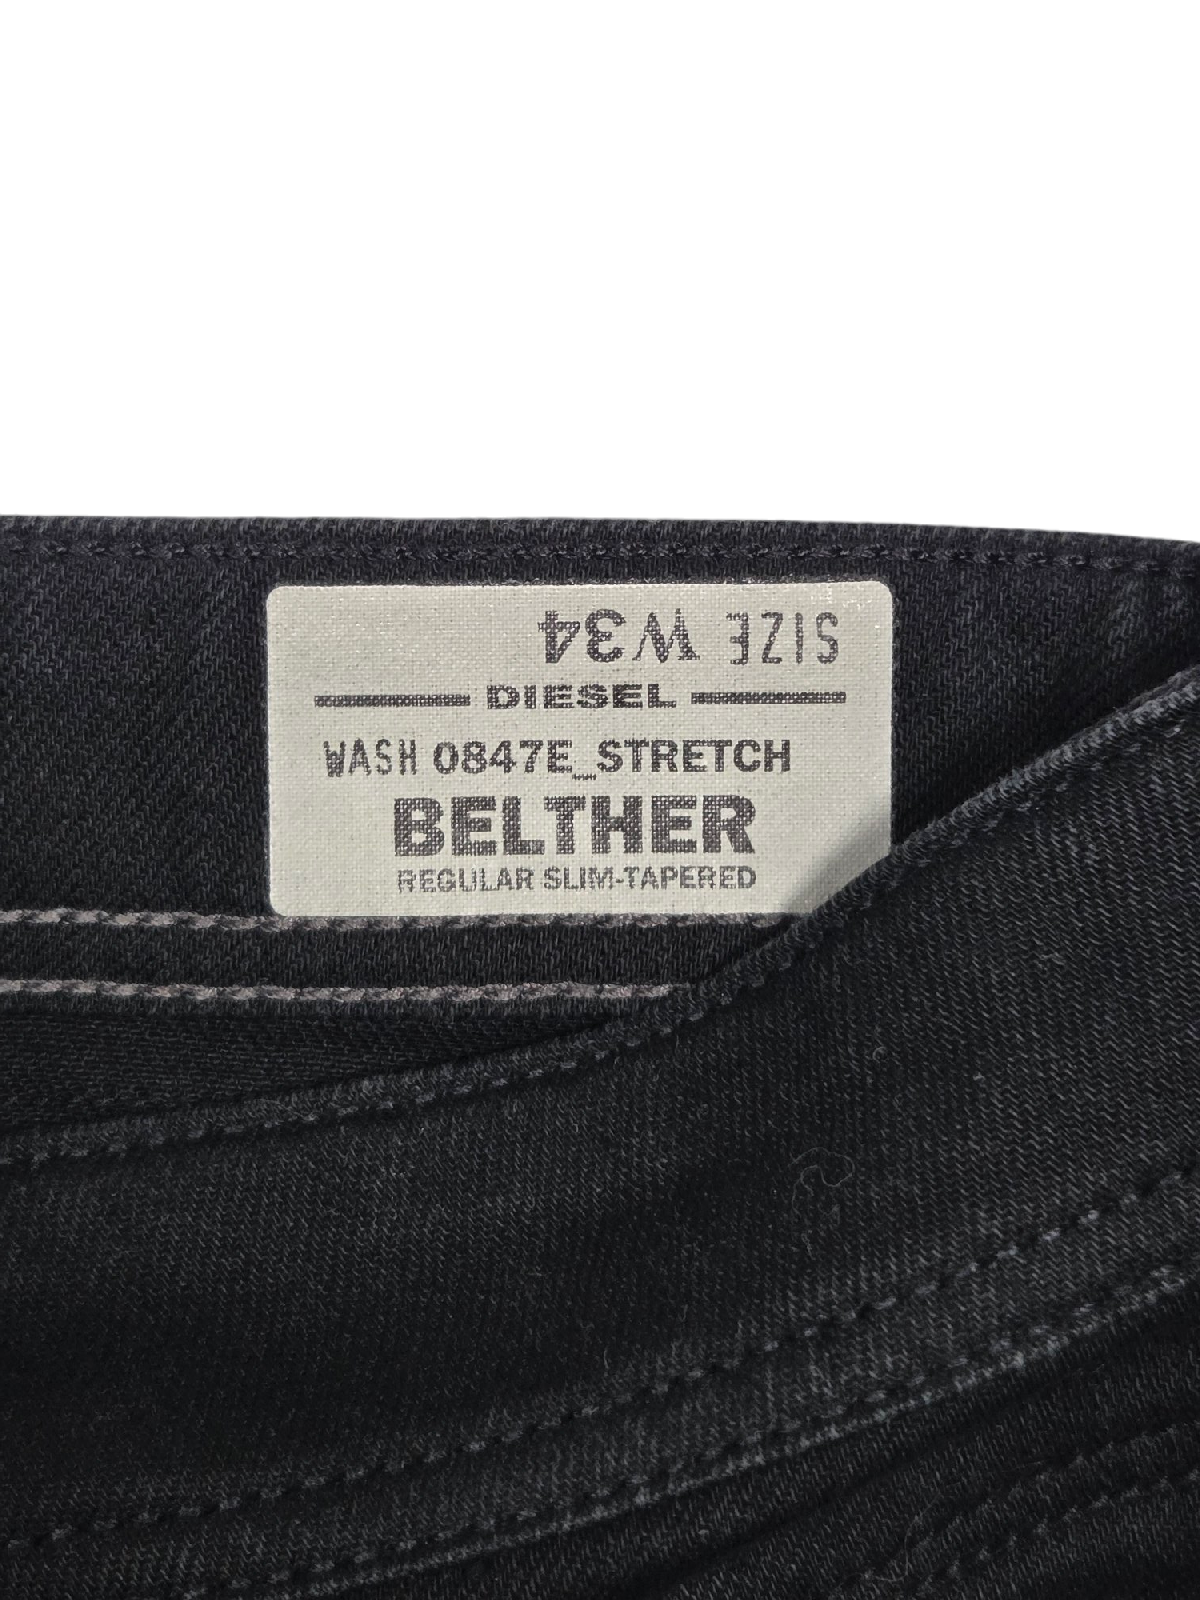 SIZE W34
DIESEL
WASH 0847E_STRETCH
BELTHER
REGULAR SLIM-TAPERED